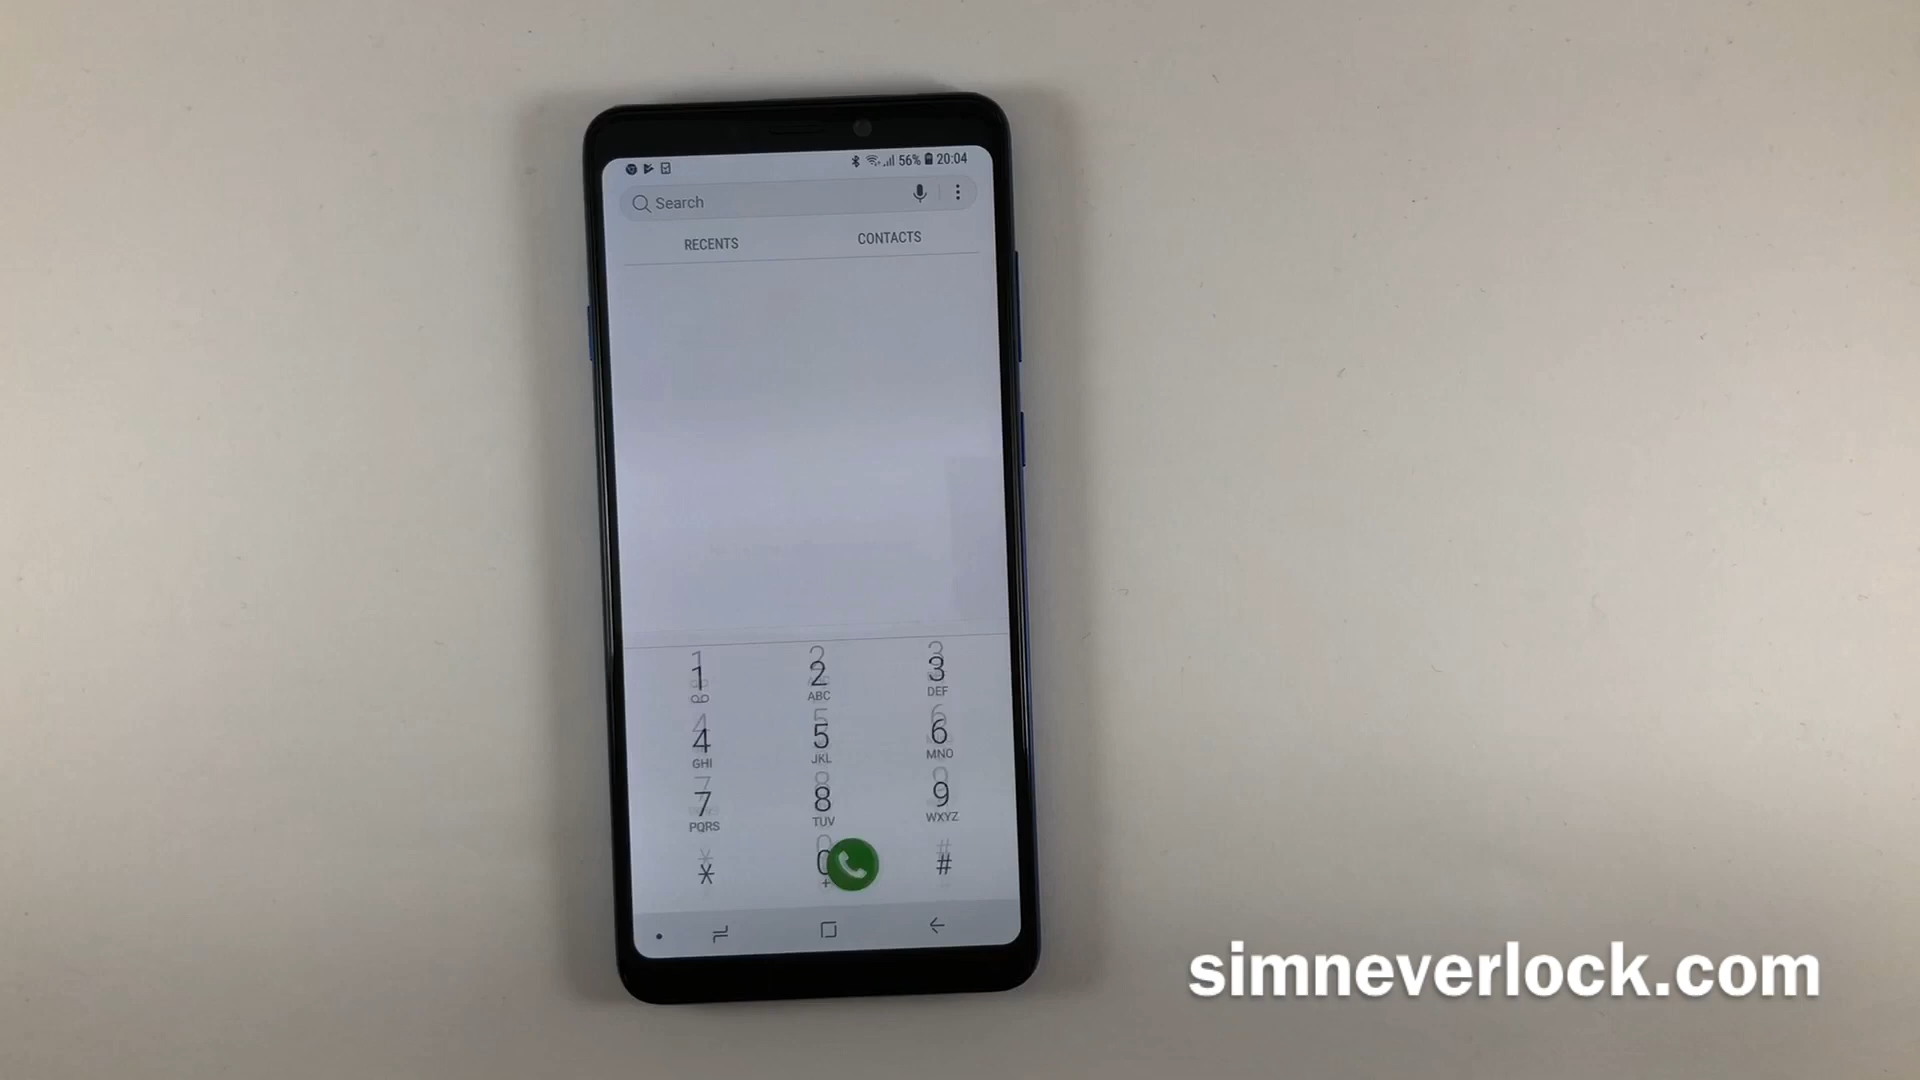 56% 20:04
Search
RECENTS CONTACTS
1 2 3
ABC DEF
4 5 6
GHI JKL MNO
7 8 9
PQRS TUV WXYZ
* 0 #
+
simneverlock.com